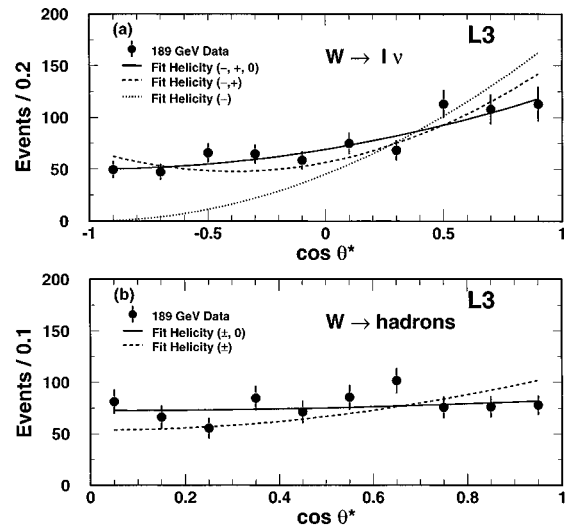 (a)
L3
189 GeV Data
W → l ν
Fit Helicity (−, +, 0)
Fit Helicity (−,+)
Fit Helicity (−)
Events / 0.2
200
150
100
50
0
-1
-0.5
0
0.5
1
cos θ*
(b)
L3
189 GeV Data
W → hadrons
Fit Helicity (±, 0)
Fit Helicity (±)
Events / 0.1
200
150
100
50
0
0
0.2
0.4
0.6
0.8
1
cos θ*